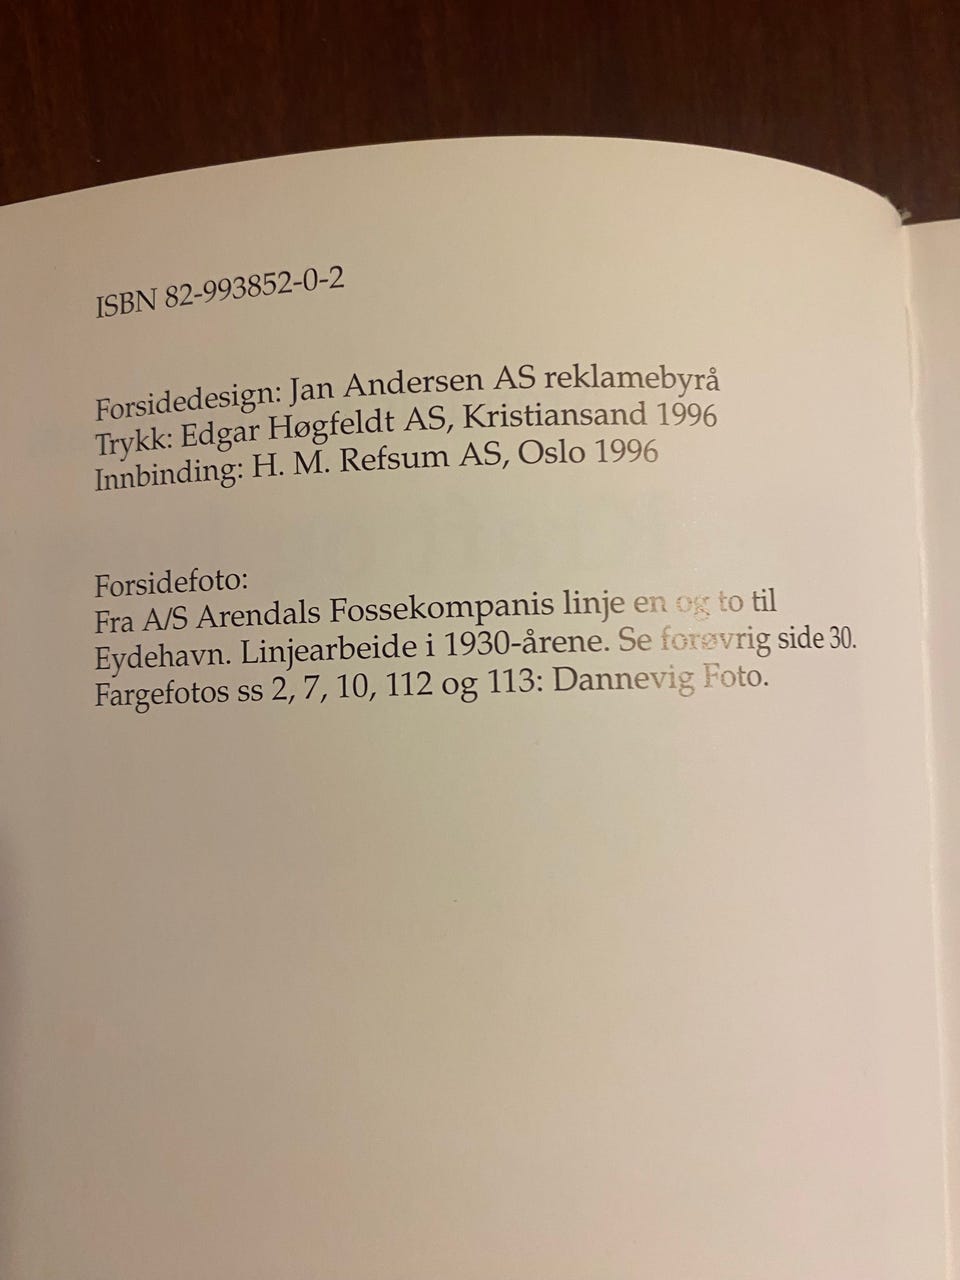 ISBN 82-993852-0-2
Forsidedesign: Jan Andersen AS reklamebyrå
Trykk: Edgar Høgfeldt AS, Kristiansand 1996
Innbinding: H. M. Refsum AS, Oslo 1996
Forsidefoto:
Fra A/S Arendals Fossekompanis linje en og to til
Eydehavn. Linjearbeide i 1930-årene. Se forøvrig side 30.
Fargefotos ss 2, 7, 10, 112 og 113: Dannevig Foto.